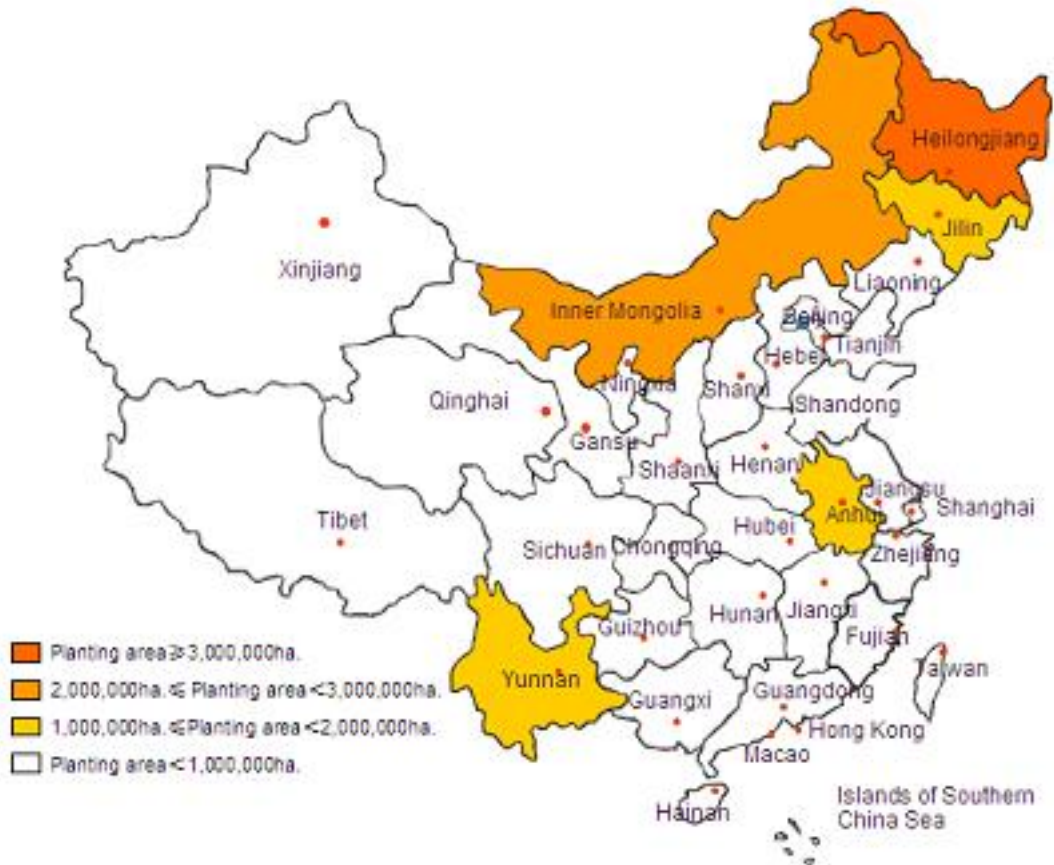 Heilongjiang
Jilin
Xinjiang
Liaoning
Inner Mongolia
Beijing
Tianjin
Hebei
Ningxia
Shanxi
Qinghai
Shandong
Gansu
Henan
Shaanxi
Jiangsu
Shanghai
Anhui
Tibet
Hubei
Sichuan
Chongqing
Zhejiang
Hunan
Jiangxi
Guizhou
Fujian
Planting area≥3,000,000ha.
Taiwan
Yunnan
2,000,000ha.≤ Planting area<3,000,000ha.
Guangdong
Guangxi
1,000,000ha.≤Planting area<2,000,000ha.
Hong Kong
Macao
Planting area<1,000,000ha.
Hainan
Islands of Southern
China Sea